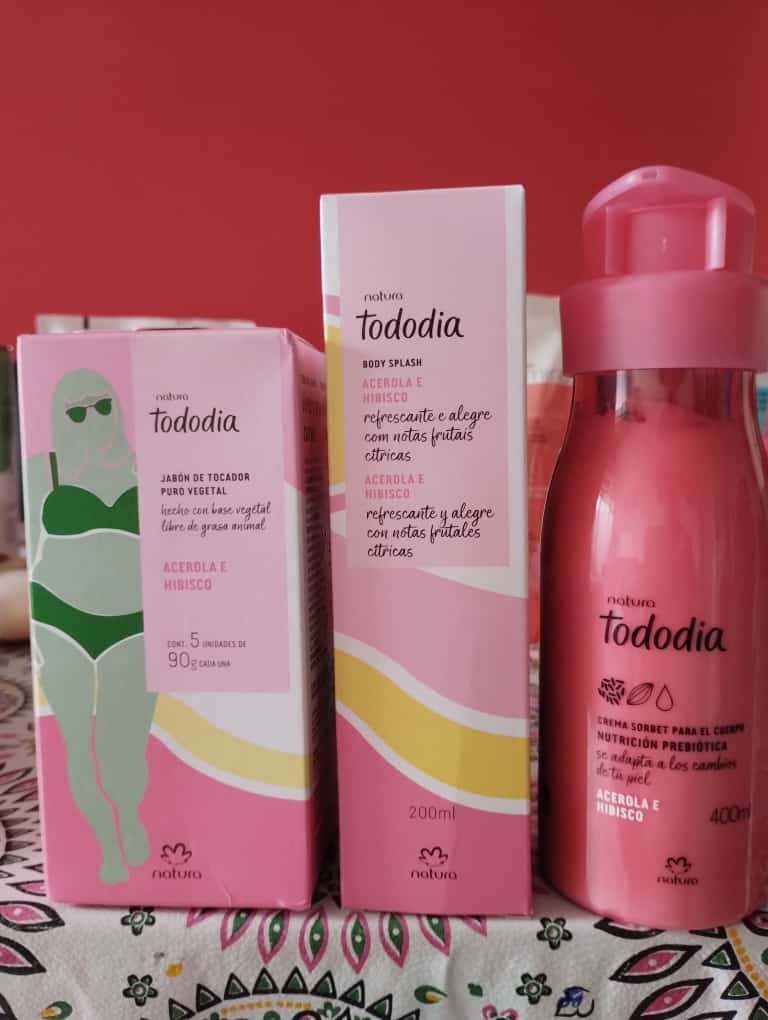 natura
Tododia
JABÓN DE TOCADOR
PURO VEGETAL
hecho con base vegetal
libre de grasa animal
ACEROLA E
HIBISCO
CONT. 5 UNIDADES DE
90g CADA UNA
natura
natura
Tododia
BODY SPLASH
ACEROLA E
HIBISCO
refrescante e alegre
com notas frutais
cítricas
ACEROLA E
HIBISCO
refrescante y alegre
con notas frutales
cítricas
200ml
natura
natura
Tododia
CREMA SORBET PARA EL CUERPO
NUTRICIÓN PREBIÓTICA
se adapta a los cambios
de tu piel
ACEROLA E
HIBISCO
400ml
natura